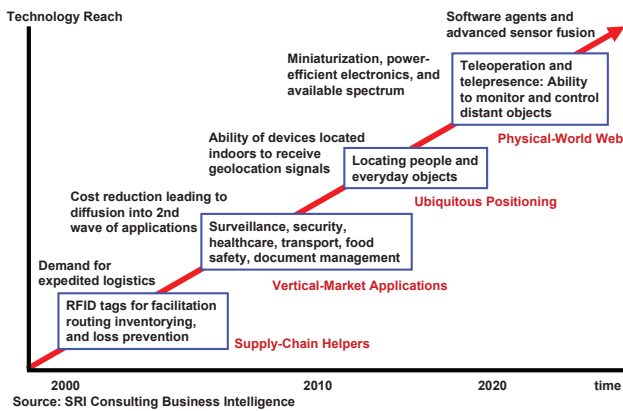 Technology Reach
Software agents and
advanced sensor fusion
Miniaturization, power-
efficient electronics, and
available spectrum
Teleoperation and
telepresence: Ability
to monitor and control
distant objects
Physical-World Web
Ability of devices located
indoors to receive
geolocation signals
Locating people and
everyday objects
Ubiquitous Positioning
Cost reduction leading to
diffusion into 2nd
wave of applications
Surveillance, security,
healthcare, transport, food
safety, document management
Vertical-Market Applications
Demand for
expedited logistics
RFID tags for facilitation
routing inventorying,
and loss prevention
Supply-Chain Helpers
2000 2010 2020 time
Source: SRI Consulting Business Intelligence